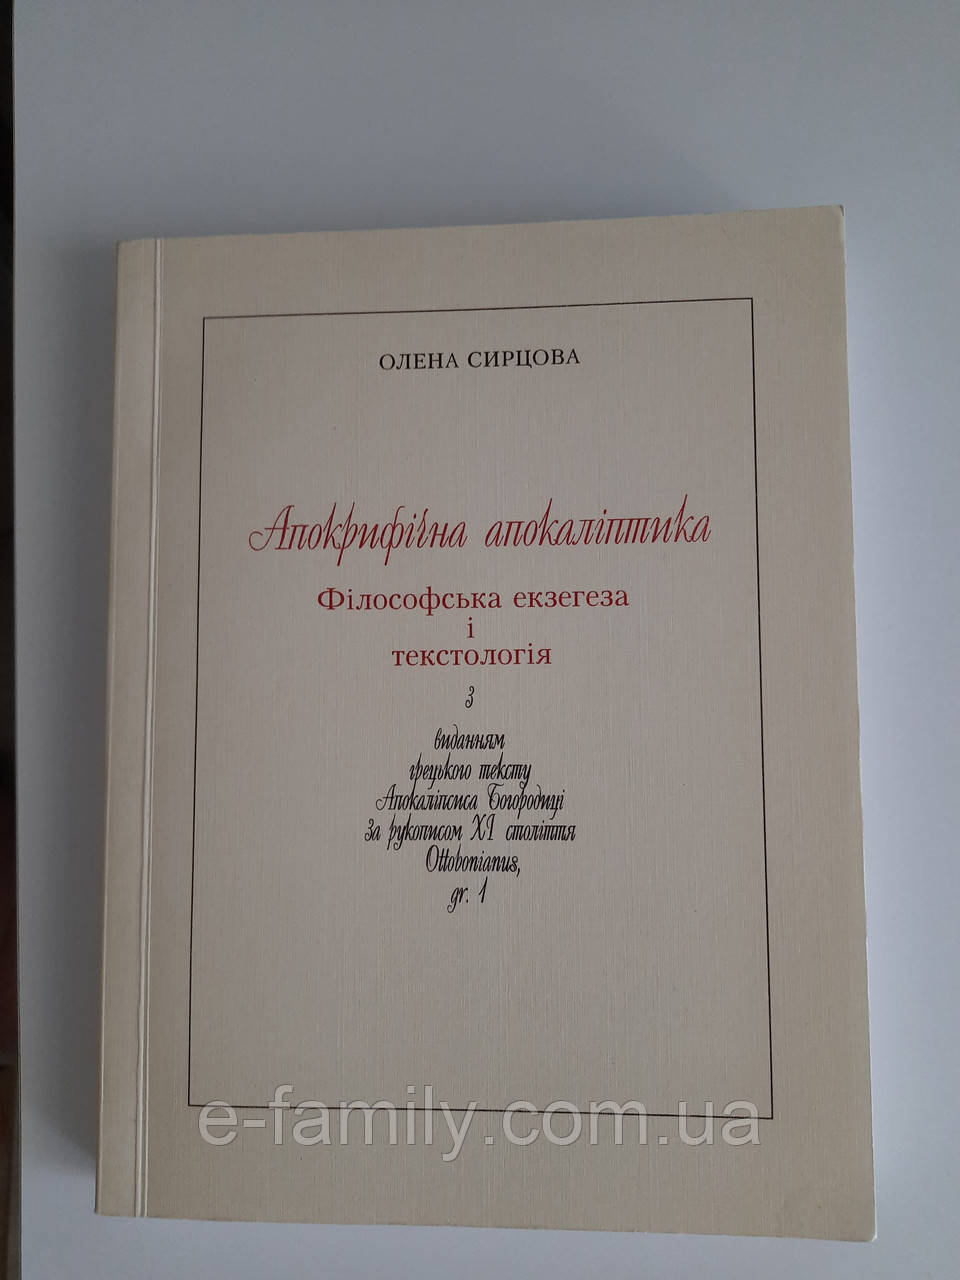 ОЛЕНА СИРЦОВА
Апокрифічна апокаліптика
Філософська екзегеза
і
текстологія
з
виданням
грецького тексту
Апокаліпсиса Богородиці
за рукописом XI століття
Ottobonianus,
gr. 1
e-family.com.ua